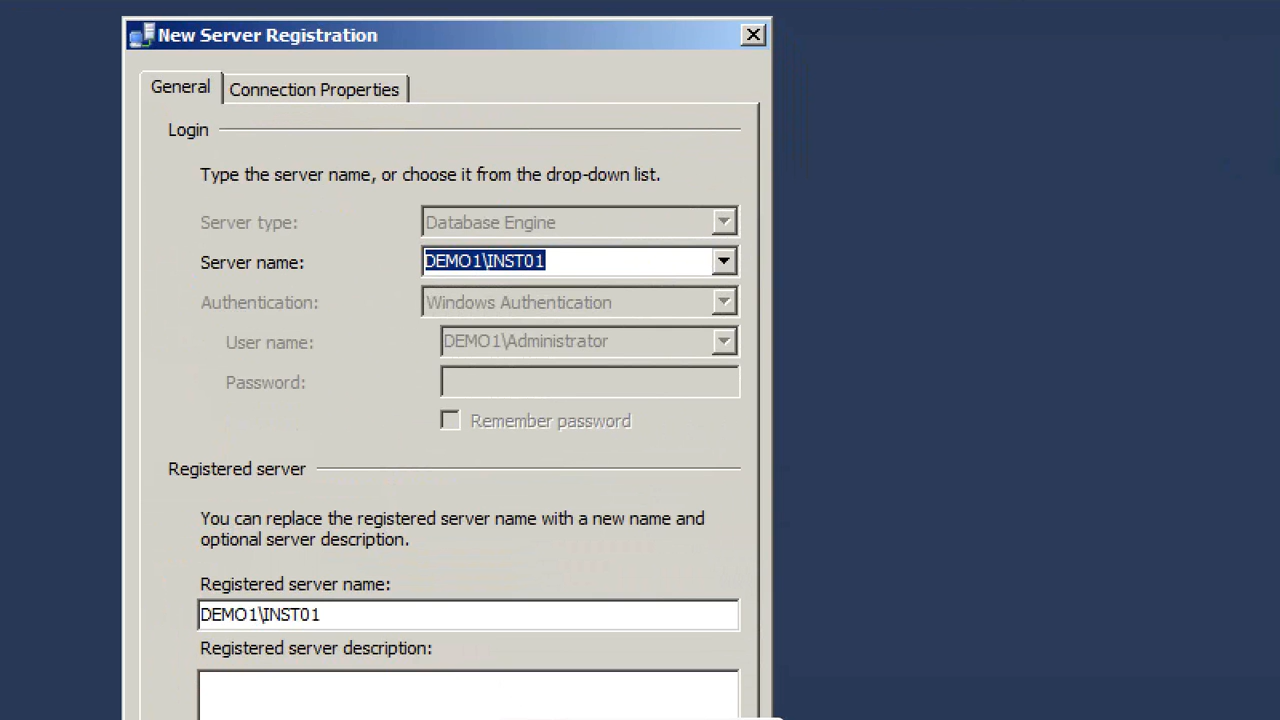 New Server Registration
General
Connection Properties
Login
Type the server name, or choose it from the drop-down list.
Server type:
Database Engine
Server name:
DEMO1\INST01
Authentication:
Windows Authentication
User name:
DEMO1\Administrator
Password:
Remember password
Registered server
You can replace the registered server name with a new name and
optional server description.
Registered server name:
DEMO1\INST01
Registered server description: